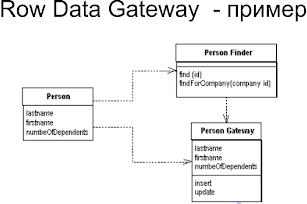 Row Data Gateway - пример
Person Finder
find (id)
findForCompany(company id)
Person
lastname
firstname
numbeOfDependents
Person Gateway
lastname
firstname
numbeOfDependents
insert
update